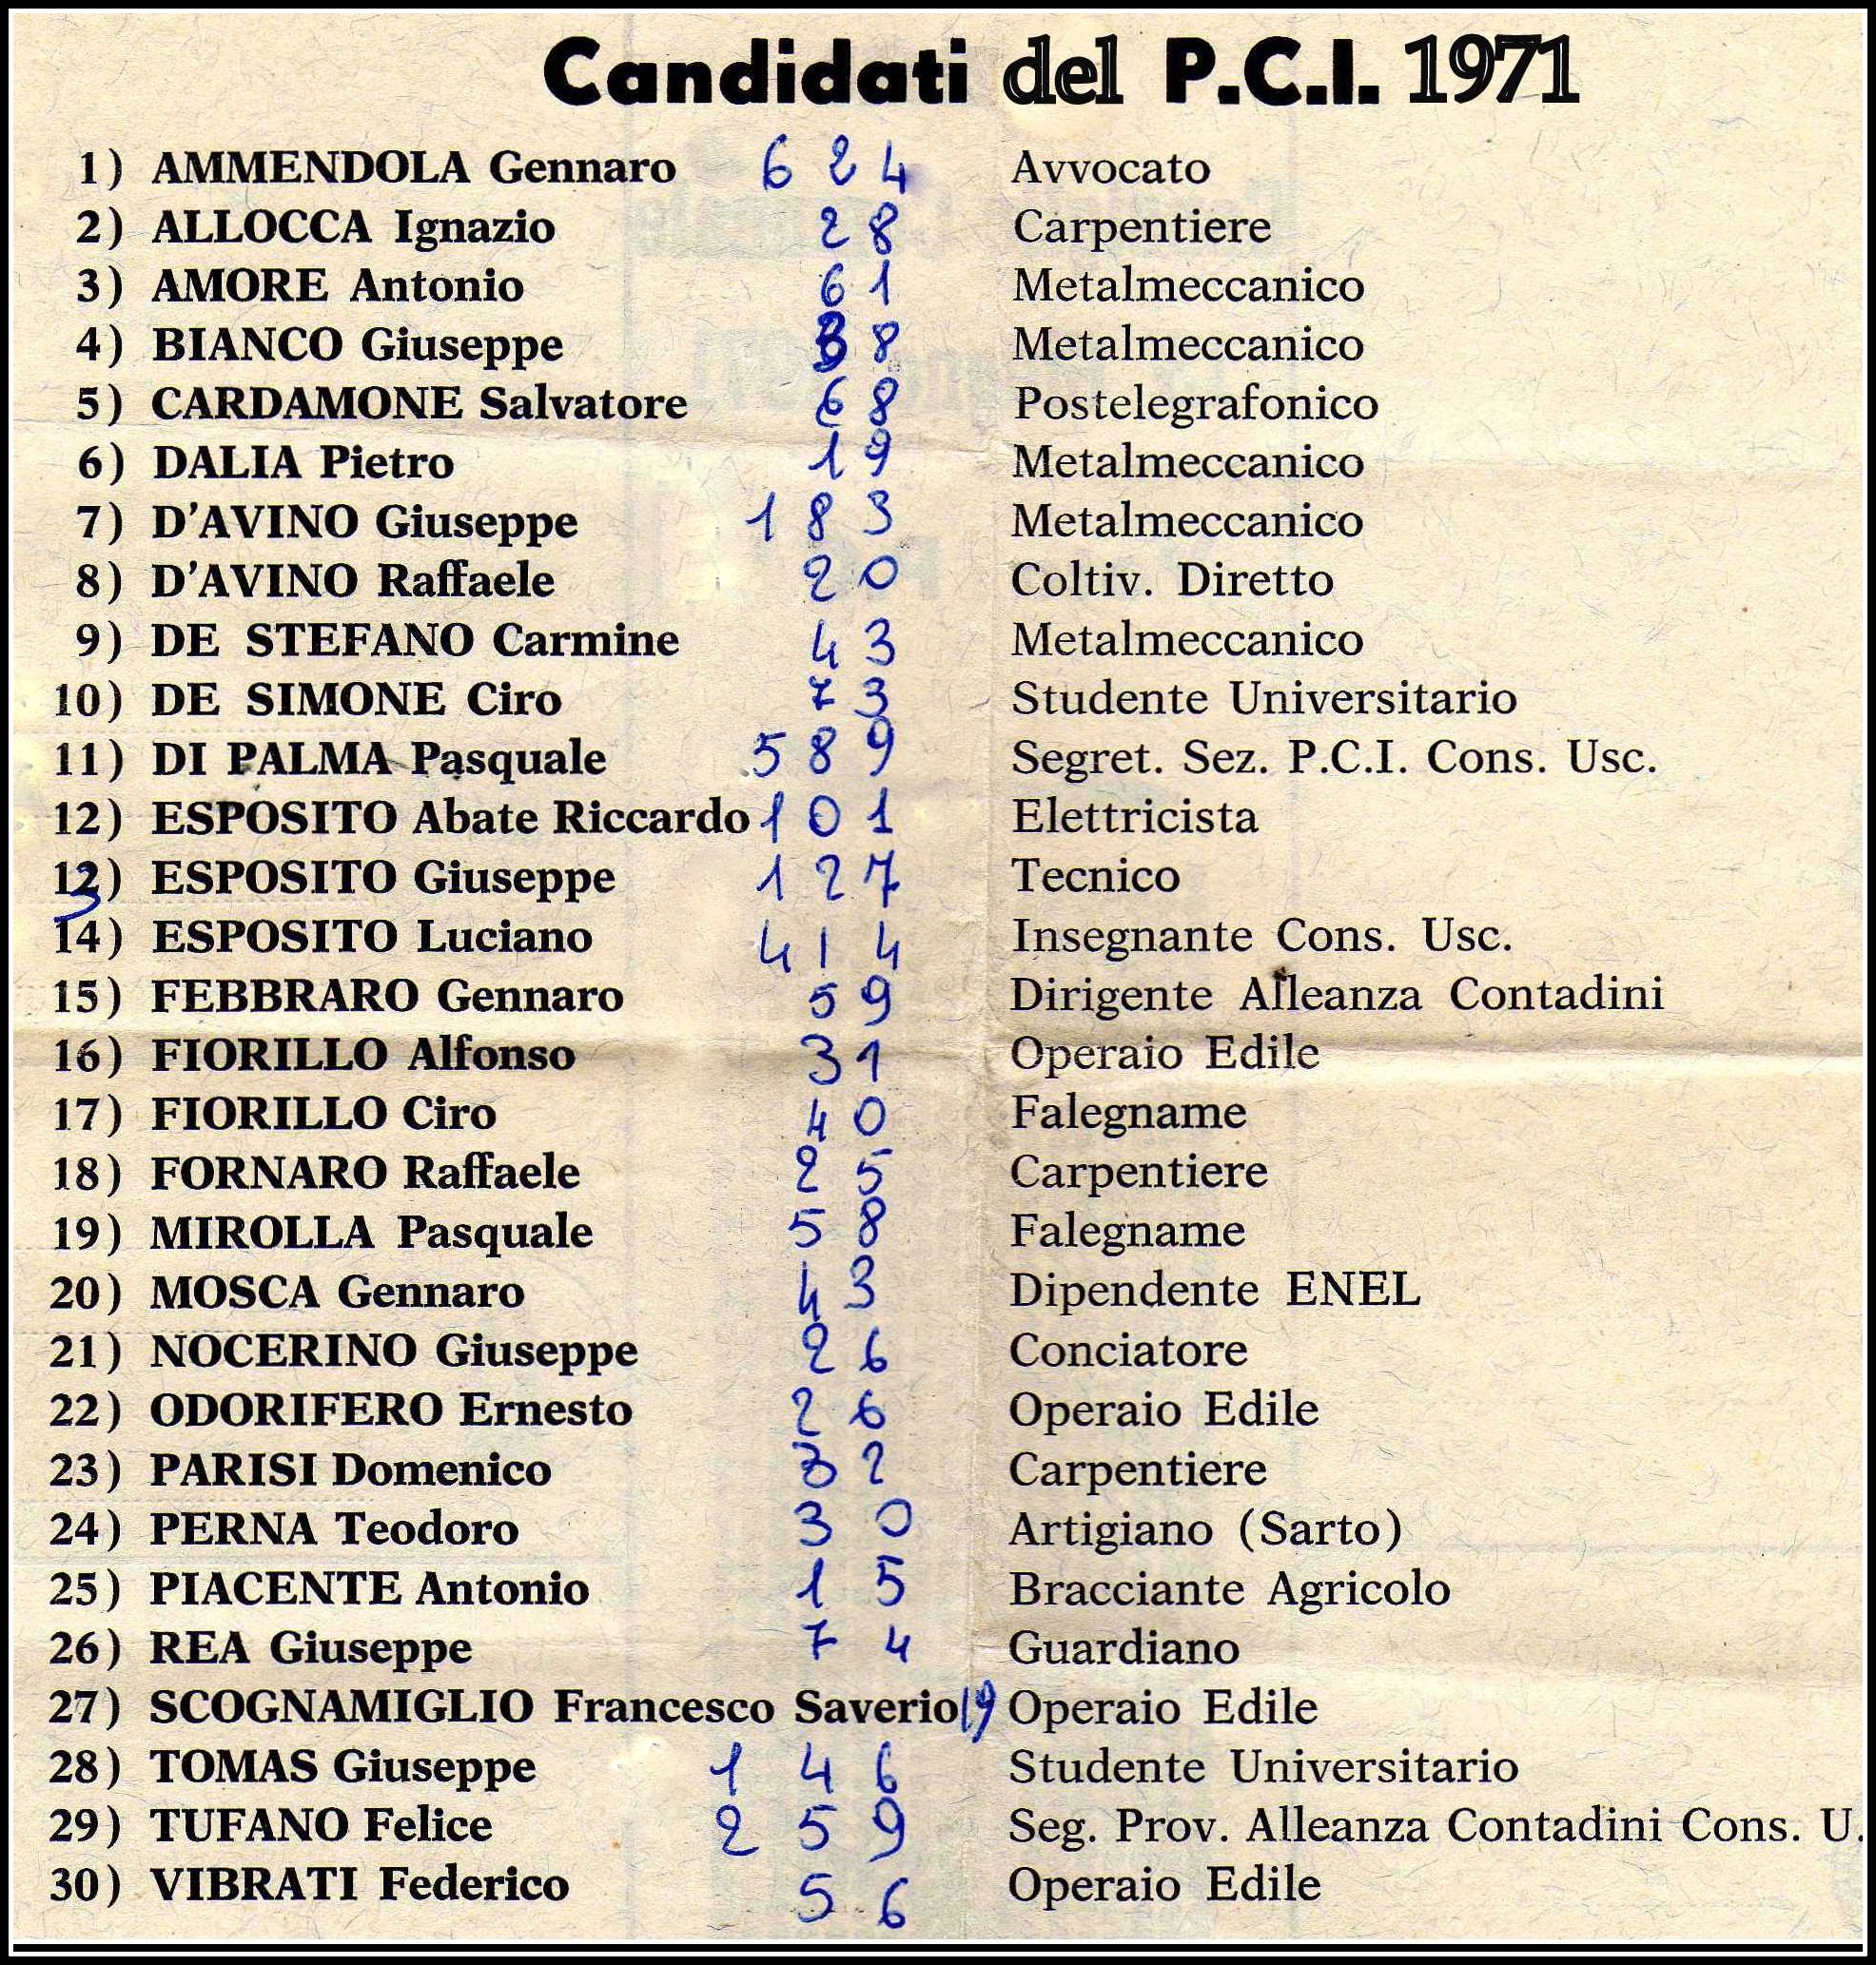 Candidati del P.C.I. 1971
1) AMMENDOLA Gennaro 624 Avvocato
2) ALLOCCA Ignazio 28 Carpentiere
3) AMORE Antonio 61 Metalmeccanico
4) BIANCO Giuseppe 38 Metalmeccanico
5) CARDAMONE Salvatore 68 Postelegrafonico
6) DALIA Pietro 19 Metalmeccanico
7) D'AVINO Giuseppe 183 Metalmeccanico
8) D'AVINO Raffaele 20 Coltiv. Diretto
9) DE STEFANO Carmine 43 Metalmeccanico
10) DE SIMONE Ciro 73 Studente Universitario
11) DI PALMA Pasquale 589 Segret. Sez. P.C.I. Cons. Usc.
12) ESPOSITO Abate Riccardo 101 Elettricista
13) ESPOSITO Giuseppe 127 Tecnico
14) ESPOSITO Luciano 414 Insegnante Cons. Usc.
15) FEBBRARO Gennaro 59 Dirigente Alleanza Contadini
16) FIORILLO Alfonso 31 Operaio Edile
17) FIORILLO Ciro 40 Falegname
18) FORNARO Raffaele 25 Carpentiere
19) MIROLLA Pasquale 58 Falegname
20) MOSCA Gennaro 43 Dipendente ENEL
21) NOCERINO Giuseppe 26 Conciatore
22) ODORIFERO Ernesto 26 Operaio Edile
23) PARISI Domenico 32 Carpentiere
24) PERNA Teodoro 30 Artigiano (Sarto)
25) PIACENTE Antonio 15 Bracciante Agricolo
26) REA Giuseppe 74 Guardiano
27) SCOGNAMIGLIO Francesco Saverio 19 Operaio Edile
28) TOMAS Giuseppe 146 Studente Universitario
29) TUFANO Felice 259 Seg. Prov. Alleanza Contadini Cons. U.
30) VIBRATI Federico 56 Operaio Edile